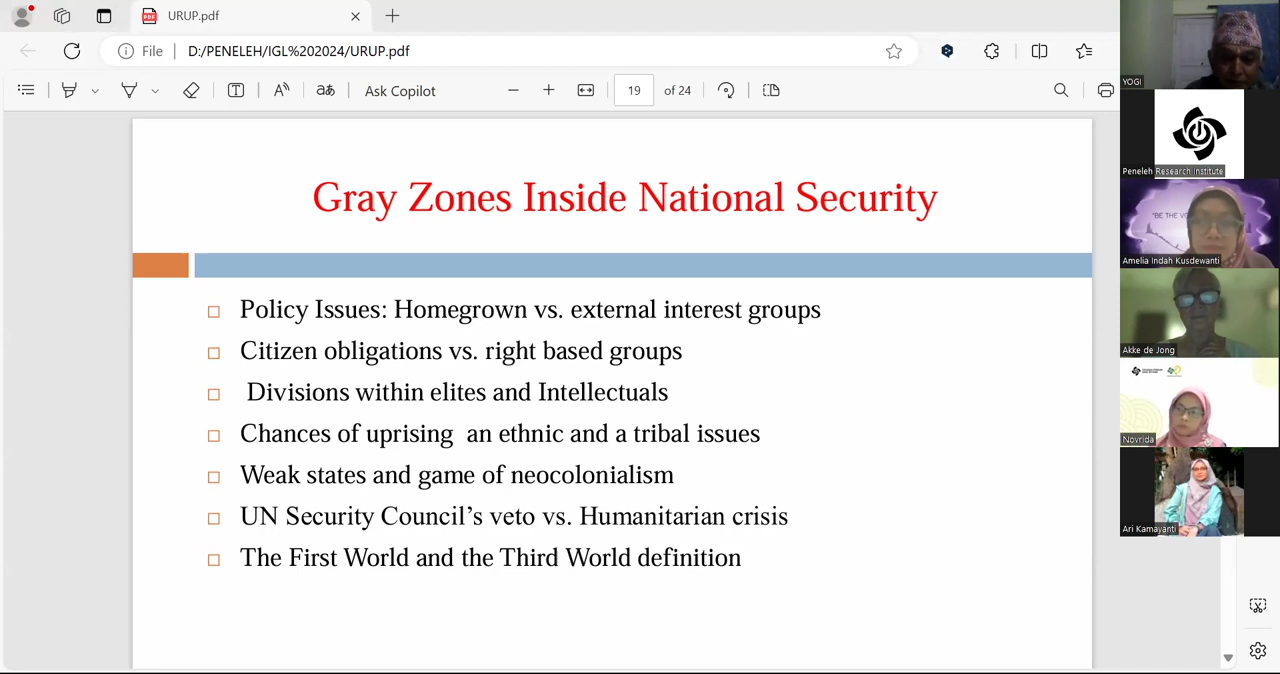 URUP.pdf
File
D:/PENELEH/IGL%202024/URUP.pdf
Ask Copilot
19 of 24
Gray Zones Inside National Security
Policy Issues: Homegrown vs. external interest groups
Citizen obligations vs. right based groups
Divisions within elites and Intellectuals
Chances of uprising an ethnic and a tribal issues
Weak states and game of neocolonialism
UN Security Council’s veto vs. Humanitarian crisis
The First World and the Third World definition
YOGI
Peneleh Research Institute
"BE THE
Amelia Indah Kusdewanti
Akke de Jong
Novrida
Ari Kamayanti